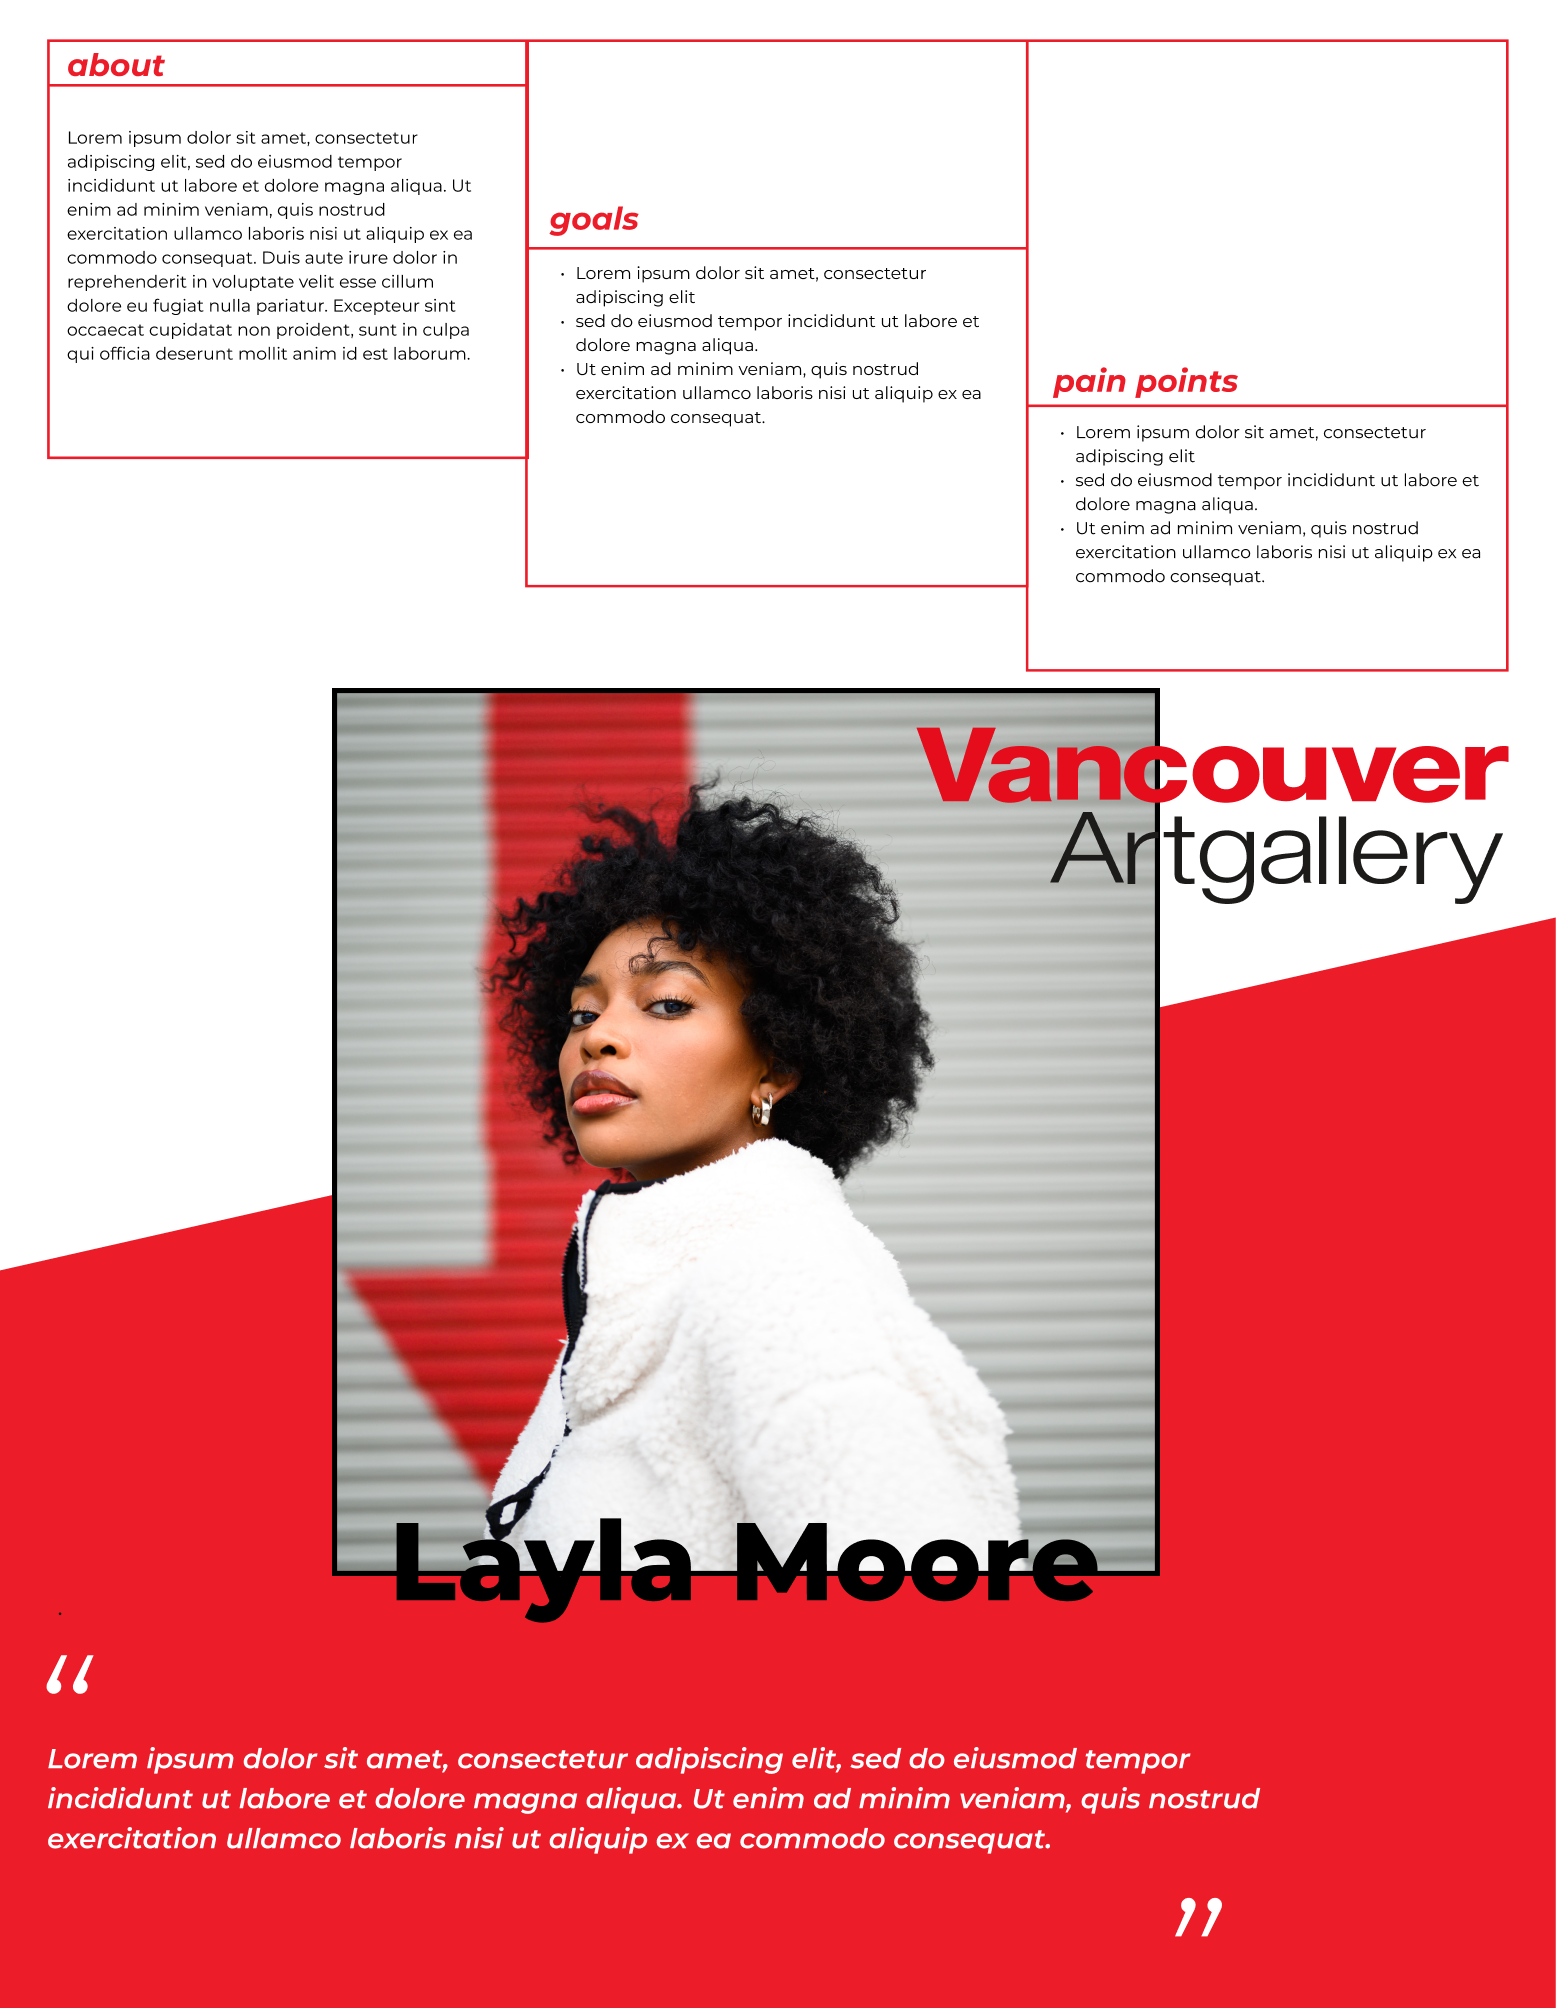 about
Lorem ipsum dolor sit amet, consectetur
adipiscing elit, sed do eiusmod tempor
incididunt ut labore et dolore magna aliqua. Ut
enim ad minim veniam, quis nostrud
exercitation ullamco laboris nisi ut aliquip ex ea
commodo consequat. Duis aute irure dolor in
reprehenderit in voluptate velit esse cillum
dolore eu fugiat nulla pariatur. Excepteur sint
occaecat cupidatat non proident, sunt in culpa
qui officia deserunt mollit anim id est laborum.
goals
• Lorem ipsum dolor sit amet, consectetur
adipiscing elit
• sed do eiusmod tempor incididunt ut labore et
dolore magna aliqua.
• Ut enim ad minim veniam, quis nostrud
exercitation ullamco laboris nisi ut aliquip ex ea
commodo consequat.
pain points
• Lorem ipsum dolor sit amet, consectetur
adipiscing elit
• sed do eiusmod tempor incididunt ut labore et
dolore magna aliqua.
• Ut enim ad minim veniam, quis nostrud
exercitation ullamco laboris nisi ut aliquip ex ea
commodo consequat.
Vancouver
Artgallery
Layla Moore
“
Lorem ipsum dolor sit amet, consectetur adipiscing elit, sed do eiusmod tempor
incididunt ut labore et dolore magna aliqua. Ut enim ad minim veniam, quis nostrud
exercitation ullamco laboris nisi ut aliquip ex ea commodo consequat.
”